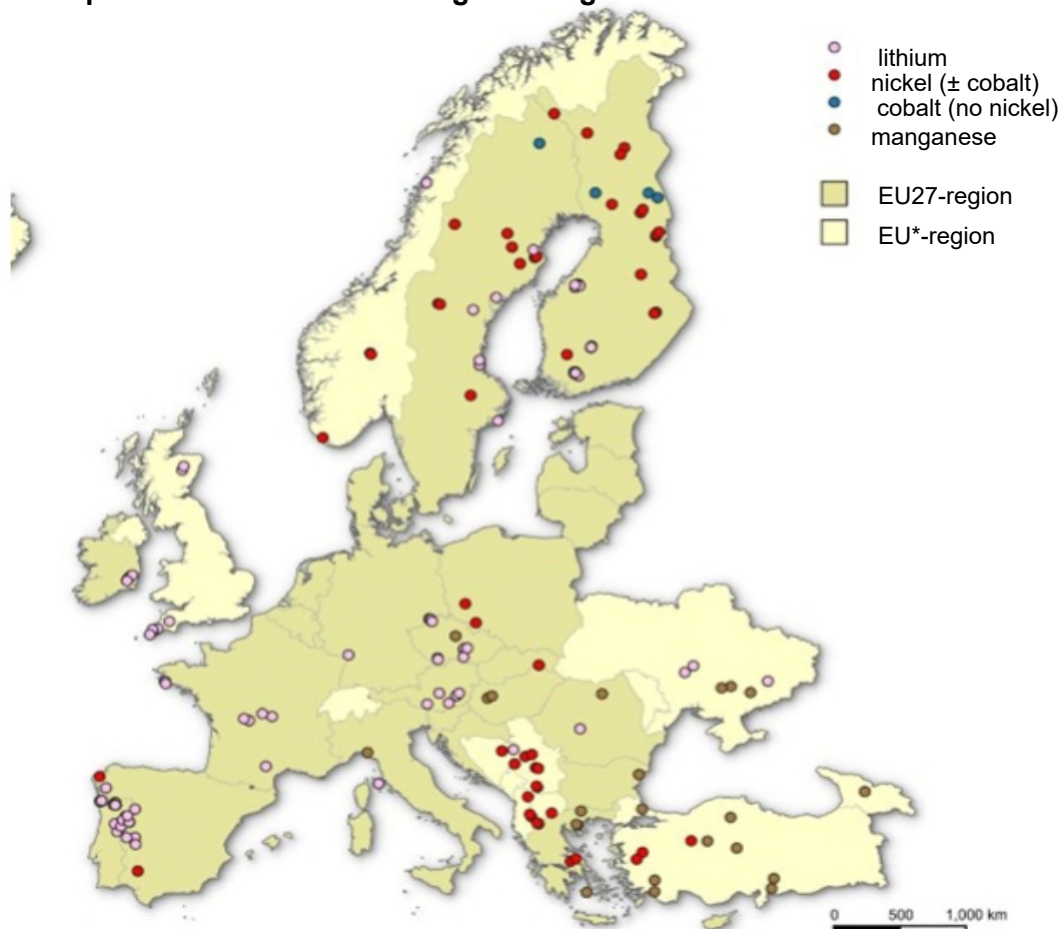 lithium
nickel (± cobalt)
cobalt (no nickel)
manganese
EU27-region
EU*-region
0 500 1,000 km